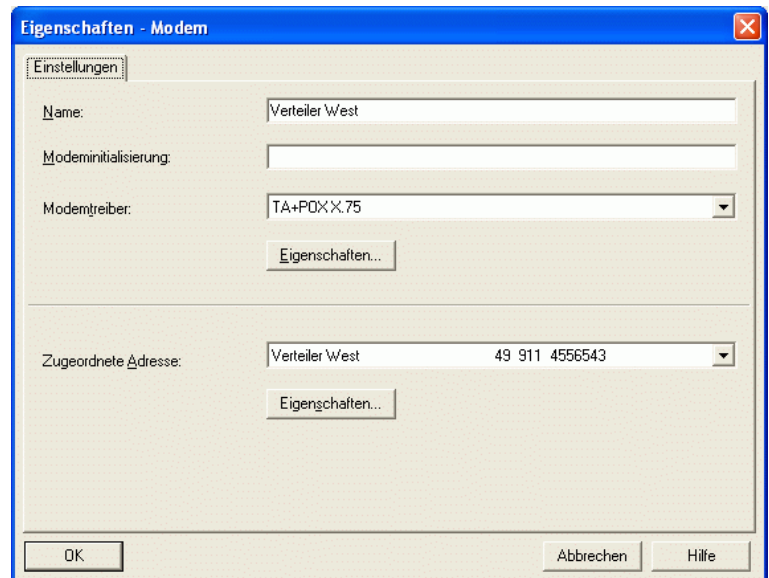 Eigenschaften - Modem
Einstellungen
Name: Verteiler West
Modeminitialisierung:
Modemtreiber: TA+POX X.75
Eigenschaften...
Zugeordnete Adresse: Verteiler West 49 911 4556543
Eigenschaften...
OK Abbrechen Hilfe